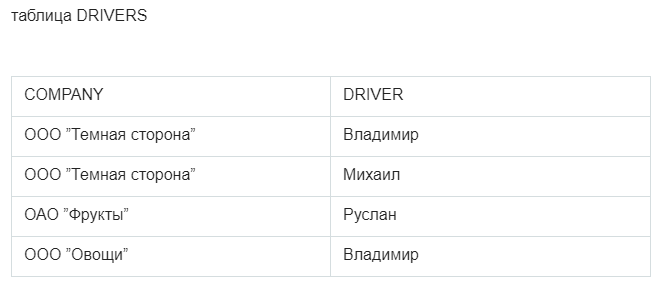 таблица DRIVERS
COMPANY DRIVER
ООО ”Темная сторона” Владимир
ООО ”Темная сторона” Михаил
ОАО ”Фрукты” Руслан
ООО ”Овощи” Владимир